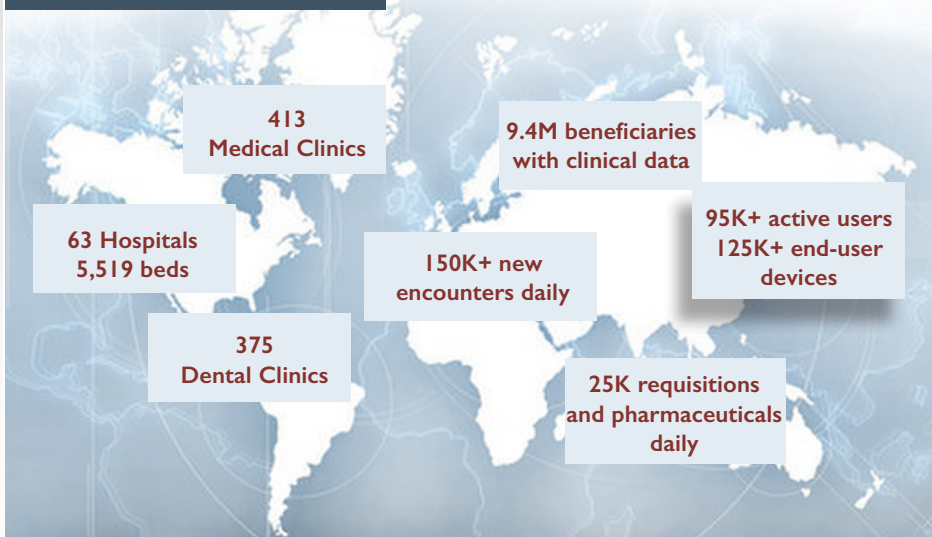 413
Medical Clinics
9.4M beneficiaries
with clinical data
63 Hospitals
5,519 beds
150K+ new
encounters daily
95K+ active users
125K+ end-user
devices
375
Dental Clinics
25K requisitions
and pharmaceuticals
daily